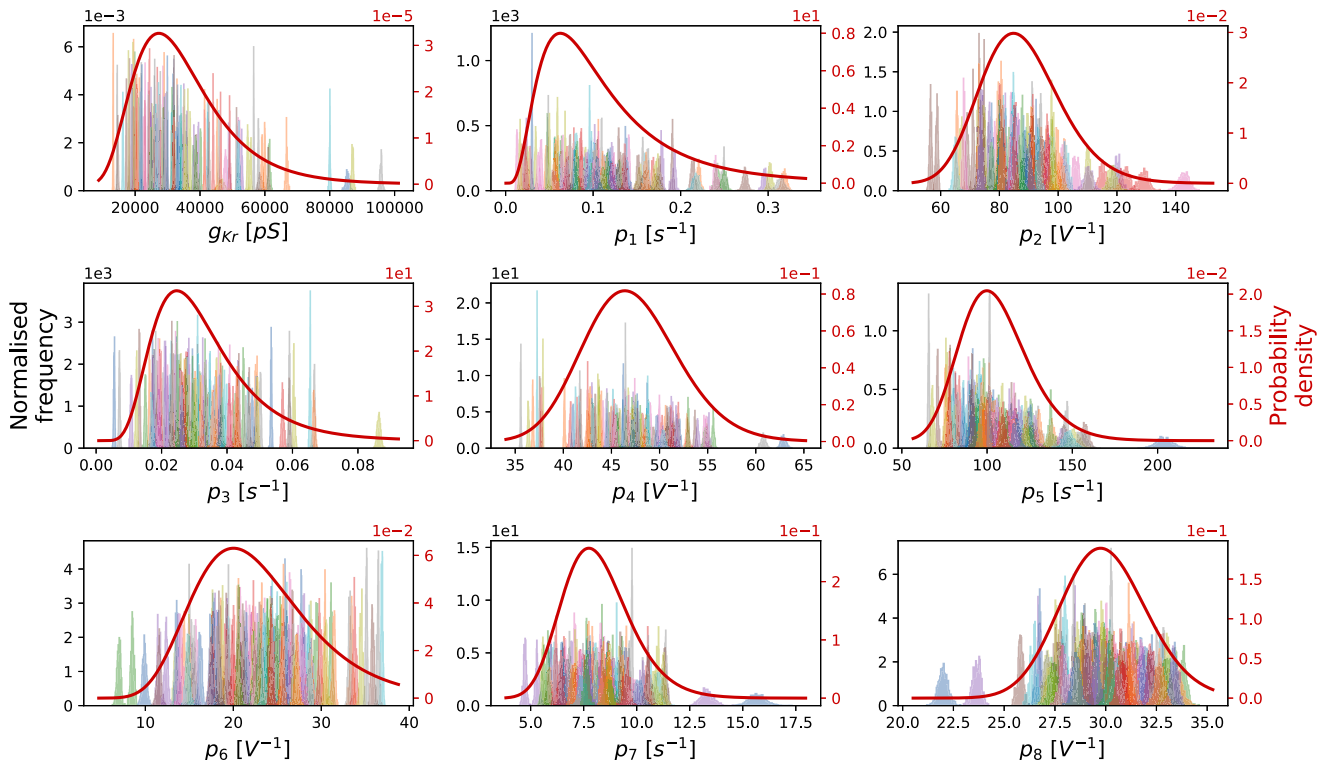 1e−3 1e−5
6 4 2 0
3 2 1 0
20000 40000 60000 80000 100000
g_Kr [pS]
1e3 1e1
1.0 0.5 0.0
0.8 0.6 0.4 0.2 0.0
0.0 0.1 0.2 0.3
p_1 [s^−1]
1e−2
2.0 1.5 1.0 0.5 0.0
3 2 1 0
60 80 100 120 140
p_2 [V^−1]
Normalised
frequency
1e3 1e1
3 2 1 0
3 2 1 0
0.00 0.02 0.04 0.06 0.08
p_3 [s^−1]
1e1 1e−1
2.0 1.5 1.0 0.5 0.0
0.8 0.6 0.4 0.2 0.0
35 40 45 50 55 60 65
p_4 [V^−1]
1e−2
1.0 0.5 0.0
2.0 1.5 1.0 0.5 0.0
50 100 150 200
p_5 [s^−1]
Probability
density
1e−2
4 3 2 1 0
6 4 2 0
10 20 30 40
p_6 [V^−1]
1e1 1e−1
1.5 1.0 0.5 0.0
2 1 0
5.0 7.5 10.0 12.5 15.0 17.5
p_7 [s^−1]
1e−1
6 4 2 0
1.5 1.0 0.5 0.0
20.0 22.5 25.0 27.5 30.0 32.5 35.0
p_8 [V^−1]